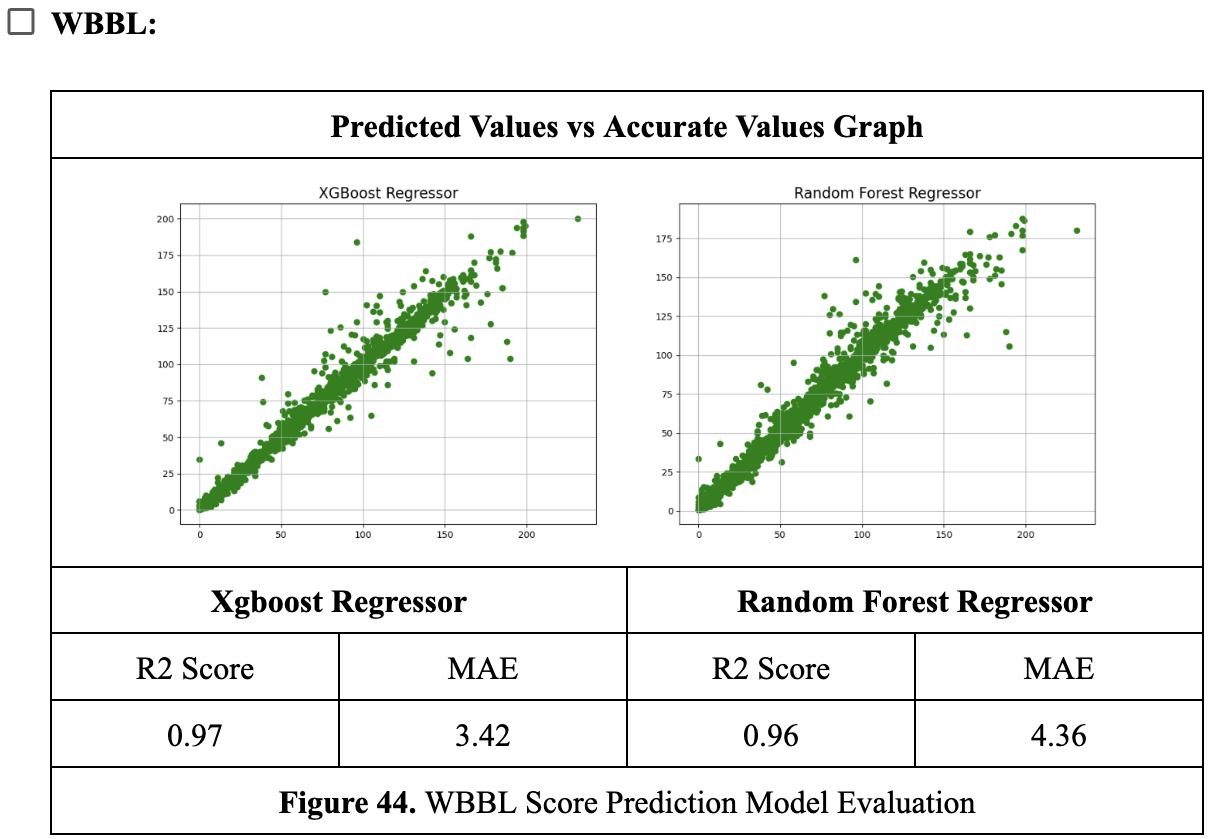 WBBL:
Predicted Values vs Accurate Values Graph
XGBoost Regressor
200
175
150
125
100
75
50
25
0
0 50 100 150 200
Random Forest Regressor
175
150
125
100
75
50
25
0
0 50 100 150 200
Xgboost Regressor Random Forest Regressor
R2 Score MAE R2 Score MAE
0.97 3.42 0.96 4.36
Figure 44. WBBL Score Prediction Model Evaluation